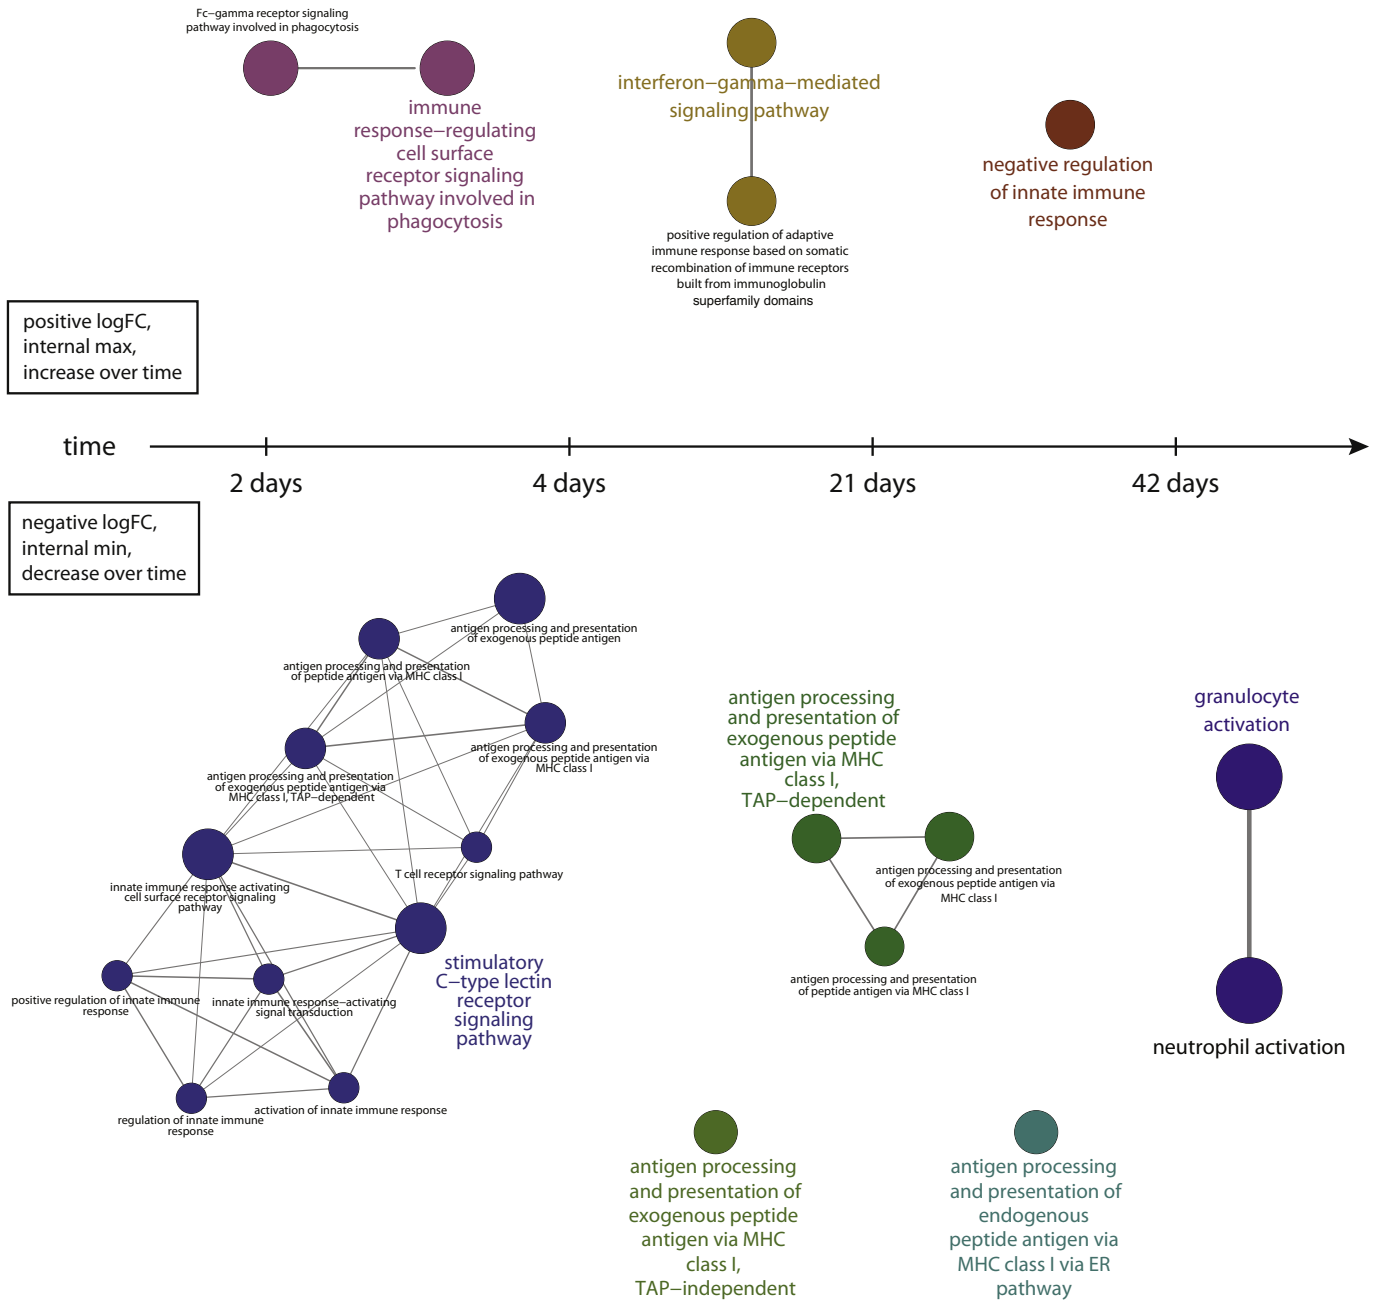 Fc−gamma receptor signaling
pathway involved in phagocytosis
immune
response−regulating
cell surface
receptor signaling
pathway involved in
phagocytosis
interferon−gamma−mediated
signaling pathway
positive regulation of adaptive
immune response based on somatic
recombination of immune receptors
built from immunoglobulin
superfamily domains
negative regulation
of innate immune
response
positive logFC,
internal max,
increase over time
time
2 days
4 days
21 days
42 days
negative logFC,
internal min,
decrease over time
antigen processing and presentation
of exogenous peptide antigen
antigen processing and presentation
of peptide antigen via MHC class I
antigen processing and presentation
of exogenous peptide antigen via
MHC class I
antigen processing and presentation
of exogenous peptide antigen via
MHC class I, TAP−dependent
T cell receptor signaling pathway
innate immune response activating
cell surface receptor signaling
pathway
stimulatory
C−type lectin
receptor
signaling
pathway
positive regulation of innate immune
response
innate immune response−activating
signal transduction
regulation of innate immune
response
activation of innate immune response
antigen processing
and presentation of
exogenous peptide
antigen via MHC
class I,
TAP−dependent
antigen processing and presentation
of exogenous peptide antigen via
MHC class I
antigen processing and presentation
of peptide antigen via MHC class I
granulocyte
activation
neutrophil activation
antigen processing
and presentation of
exogenous peptide
antigen via MHC
class I,
TAP−independent
antigen processing
and presentation of
endogenous
peptide antigen via
MHC class I via ER
pathway